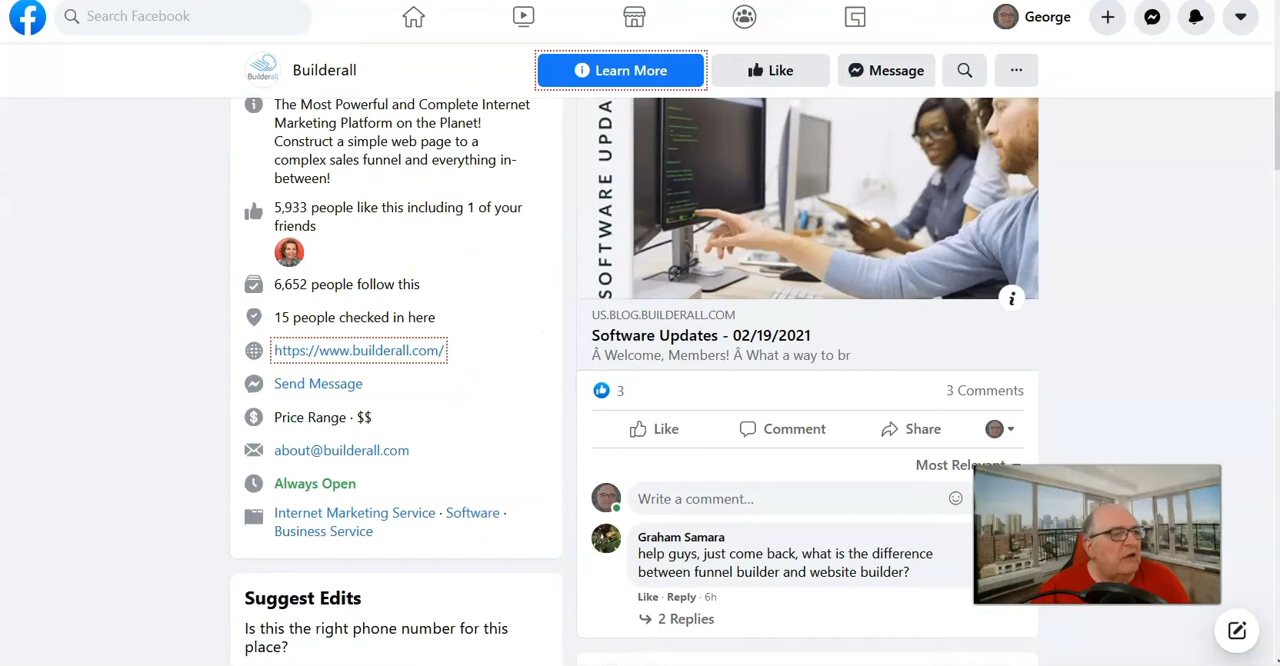 Search Facebook
George
Builderall
Builderall
Learn More
Like
Message
The Most Powerful and Complete Internet
Marketing Platform on the Planet!
Construct a simple web page to a
complex sales funnel and everything in-
between!
5,933 people like this including 1 of your
friends
6,652 people follow this
15 people checked in here
https://www.builderall.com/
Send Message
Price Range · $$
about@builderall.com
Always Open
Internet Marketing Service · Software ·
Business Service
Suggest Edits
Is this the right phone number for this
place?
SOFTWARE UPDA
US.BLOG.BUILDERALL.COM
Software Updates - 02/19/2021
Â Welcome, Members! Â What a way to br
3
3 Comments
Like
Comment
Share
Most Relevant
Write a comment...
Graham Samara
help guys, just come back, what is the difference
between funnel builder and website builder?
Like · Reply · 6h
2 Replies